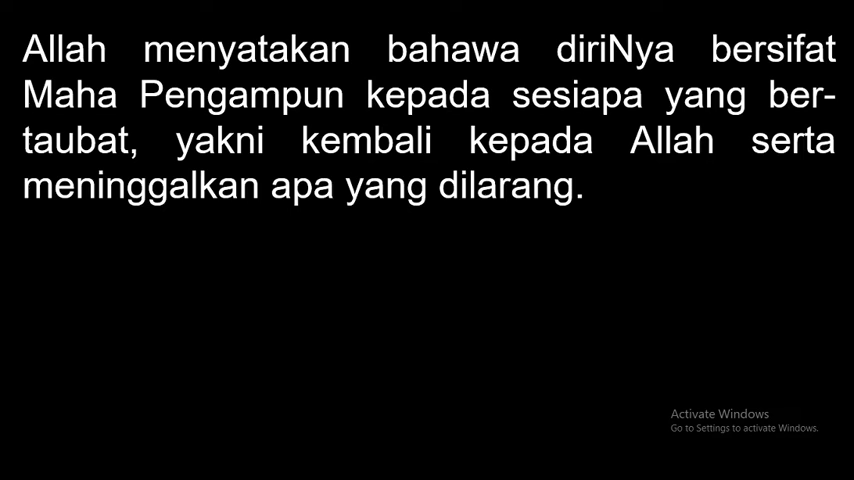 Allah menyatakan bahawa diriNya bersifat
Maha Pengampun kepada sesiapa yang ber-
taubat, yakni kembali kepada Allah serta
meninggalkan apa yang dilarang.
Activate Windows
Go to Settings to activate Windows.